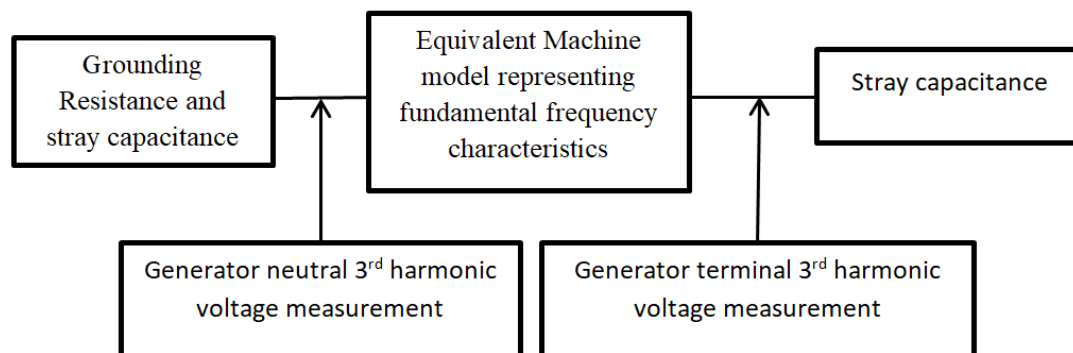 Grounding
Resistance and
stray capacitance
Equivalent Machine
model representing
fundamental frequency
characteristics
Stray capacitance
Generator neutral 3rd harmonic
voltage measurement
Generator terminal 3rd harmonic
voltage measurement